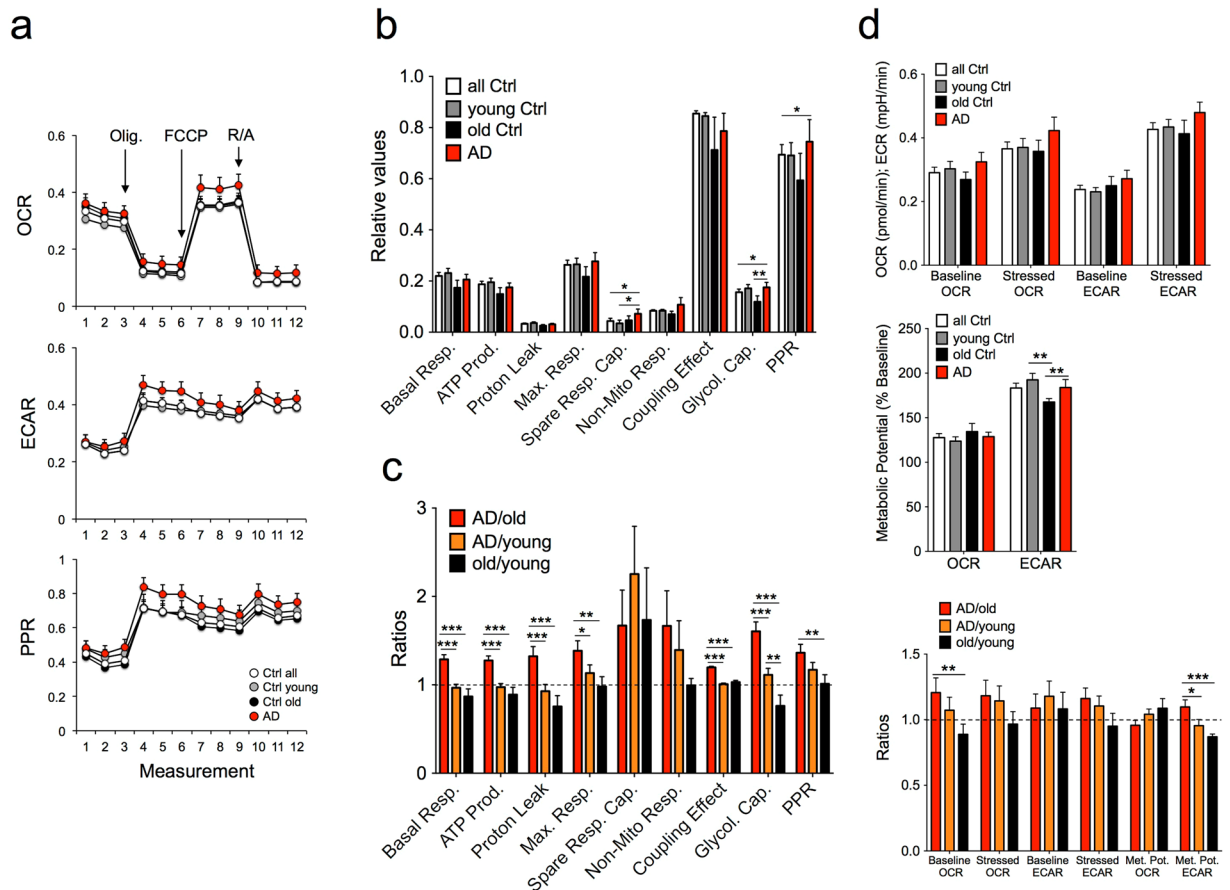 a
Olig.
FCCP
R/A
OCR
0.6
0.4
0.2
0
1 2 3 4 5 6 7 8 9 10 11 12
ECAR
0.6
0.4
0.2
0
1 2 3 4 5 6 7 8 9 10 11 12
PPR
1
0.8
0.6
0.4
0.2
0
Ctrl all
Ctrl young
Ctrl old
AD
1 2 3 4 5 6 7 8 9 10 11 12
Measurement
b
Relative values
1.0
0.8
0.6
0.4
0.2
0.0
all Ctrl
young Ctrl
old Ctrl
AD
*
*
*
**
*
Basal Resp.
ATP Prod.
Proton Leak
Max. Resp.
Spare Resp. Cap.
Non-Mito Resp.
Coupling Effect
Glycol. Cap.
PPR
c
Ratios
3
2
1
0
AD/old
AD/young
old/young
***
***
***
***
***
***
**
*
***
***
***
***
**
**
Basal Resp.
ATP Prod.
Proton Leak
Max. Resp.
Spare Resp. Cap.
Non-Mito Resp.
Coupling Effect
Glycol. Cap.
PPR
d
OCR (pmol/min); ECR (mpH/min)
0.6
0.4
0.2
0.0
all Ctrl
young Ctrl
old Ctrl
AD
Baseline OCR
Stressed OCR
Baseline ECAR
Stressed ECAR
Metabolic Potential (% Baseline)
250
200
150
100
50
0
all Ctrl
young Ctrl
old Ctrl
AD
**
**
OCR
ECAR
AD/old
AD/young
old/young
Ratios
1.5
1.0
0.5
0.0
**
***
*
Baseline OCR
Stressed OCR
Baseline ECAR
Stressed ECAR
Met. Pot. OCR
Met. Pot. ECAR